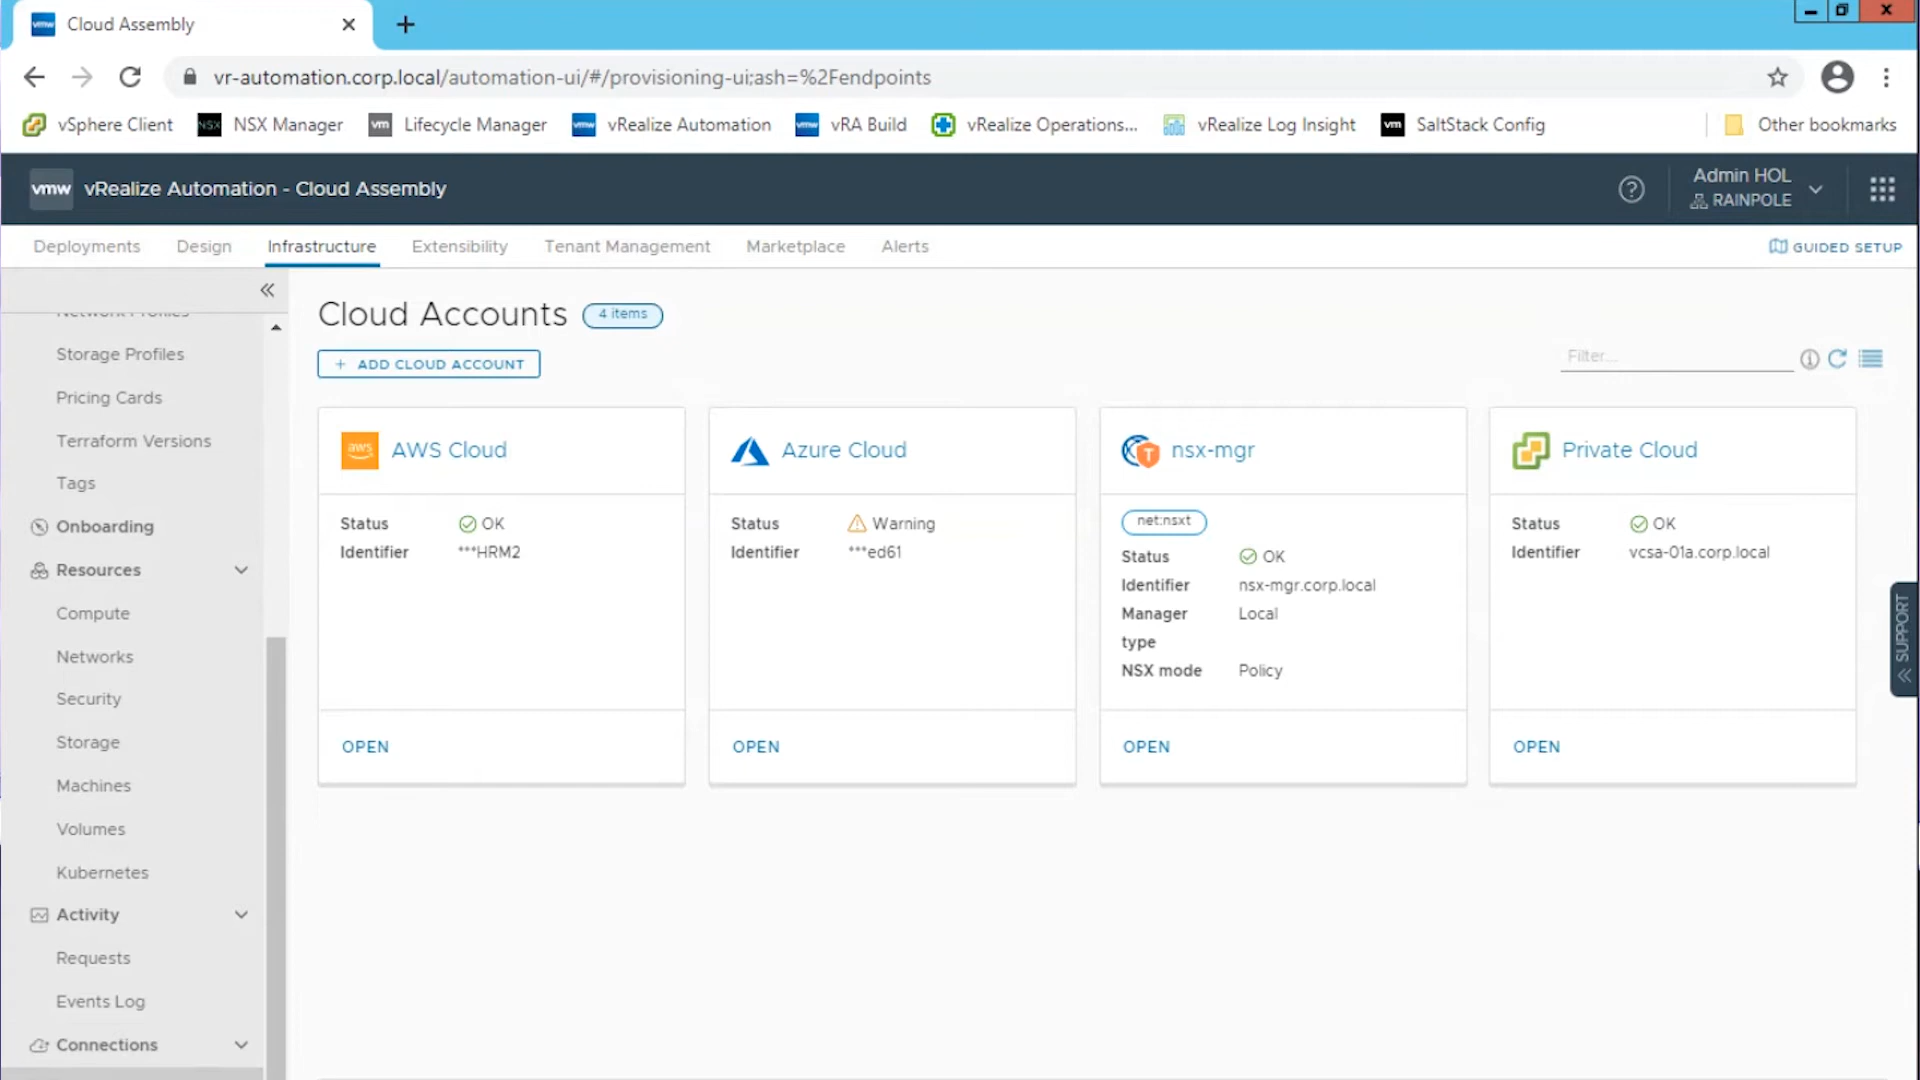 Cloud Assembly
vr-automation.corp.local/automation-ui/#/provisioning-ui;ash=%2Fendpoints
vSphere Client NSX Manager Lifecycle Manager vRealize Automation vRA Build vRealize Operations... vRealize Log Insight SaltStack Config Other bookmarks
vmw vRealize Automation - Cloud Assembly
Admin HOL
RAINPOLE
Deployments Design Infrastructure Extensibility Tenant Management Marketplace Alerts GUIDED SETUP
Network Profiles
Storage Profiles
Pricing Cards
Terraform Versions
Tags
Onboarding
Resources
Compute
Networks
Security
Storage
Machines
Volumes
Kubernetes
Activity
Requests
Events Log
Connections
Cloud Accounts 4 items
+ ADD CLOUD ACCOUNT
Filter...
aws AWS Cloud
Status OK
Identifier ***HRM2
OPEN
Azure Cloud
Status Warning
Identifier ***ed61
OPEN
T nsx-mgr
net:nsxt
Status OK
Identifier nsx-mgr.corp.local
Manager type Local
NSX mode Policy
OPEN
Private Cloud
Status OK
Identifier vcsa-01a.corp.local
OPEN
SUPPORT